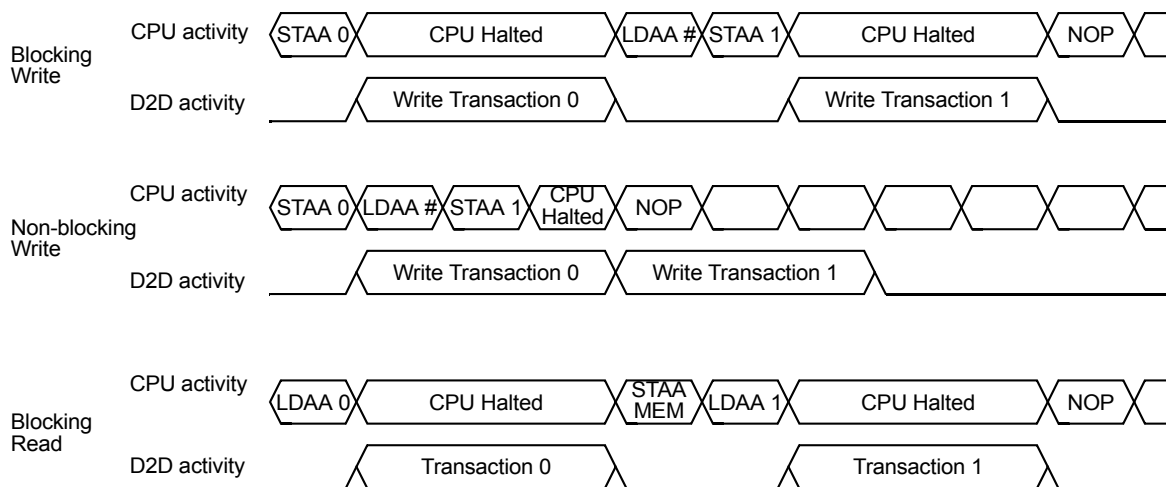 CPU activity
STAA 0
CPU Halted
LDAA #
STAA 1
CPU Halted
NOP
Blocking
Write
D2D activity
Write Transaction 0
Write Transaction 1
CPU activity
STAA 0
LDAA #
STAA 1
CPU
Halted
NOP
Non-blocking
Write
D2D activity
Write Transaction 0
Write Transaction 1
CPU activity
LDAA 0
CPU Halted
STAA
MEM
LDAA 1
CPU Halted
NOP
Blocking
Read
D2D activity
Transaction 0
Transaction 1